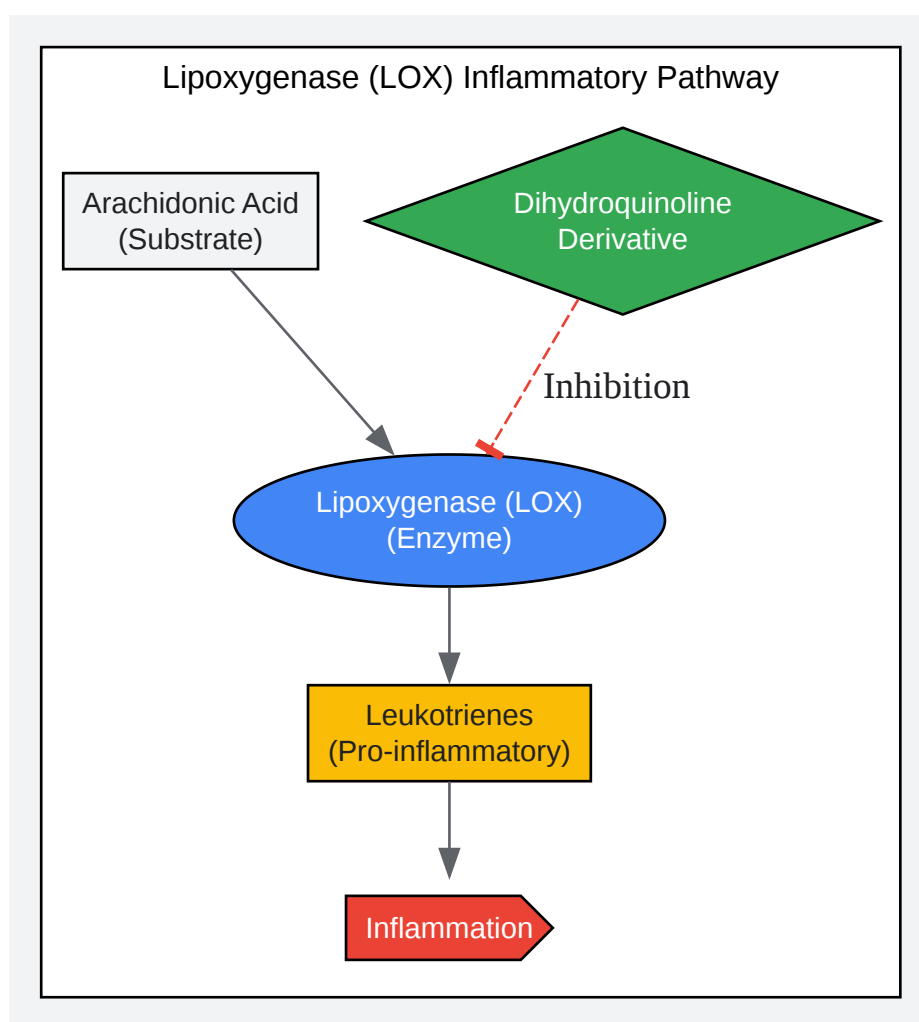 Lipoxygenase (LOX) Inflammatory Pathway
Arachidonic Acid
(Substrate)
Dihydroquinoline
Derivative
Inhibition
Lipoxygenase (LOX)
(Enzyme)
Leukotrienes
(Pro-inflammatory)
Inflammation